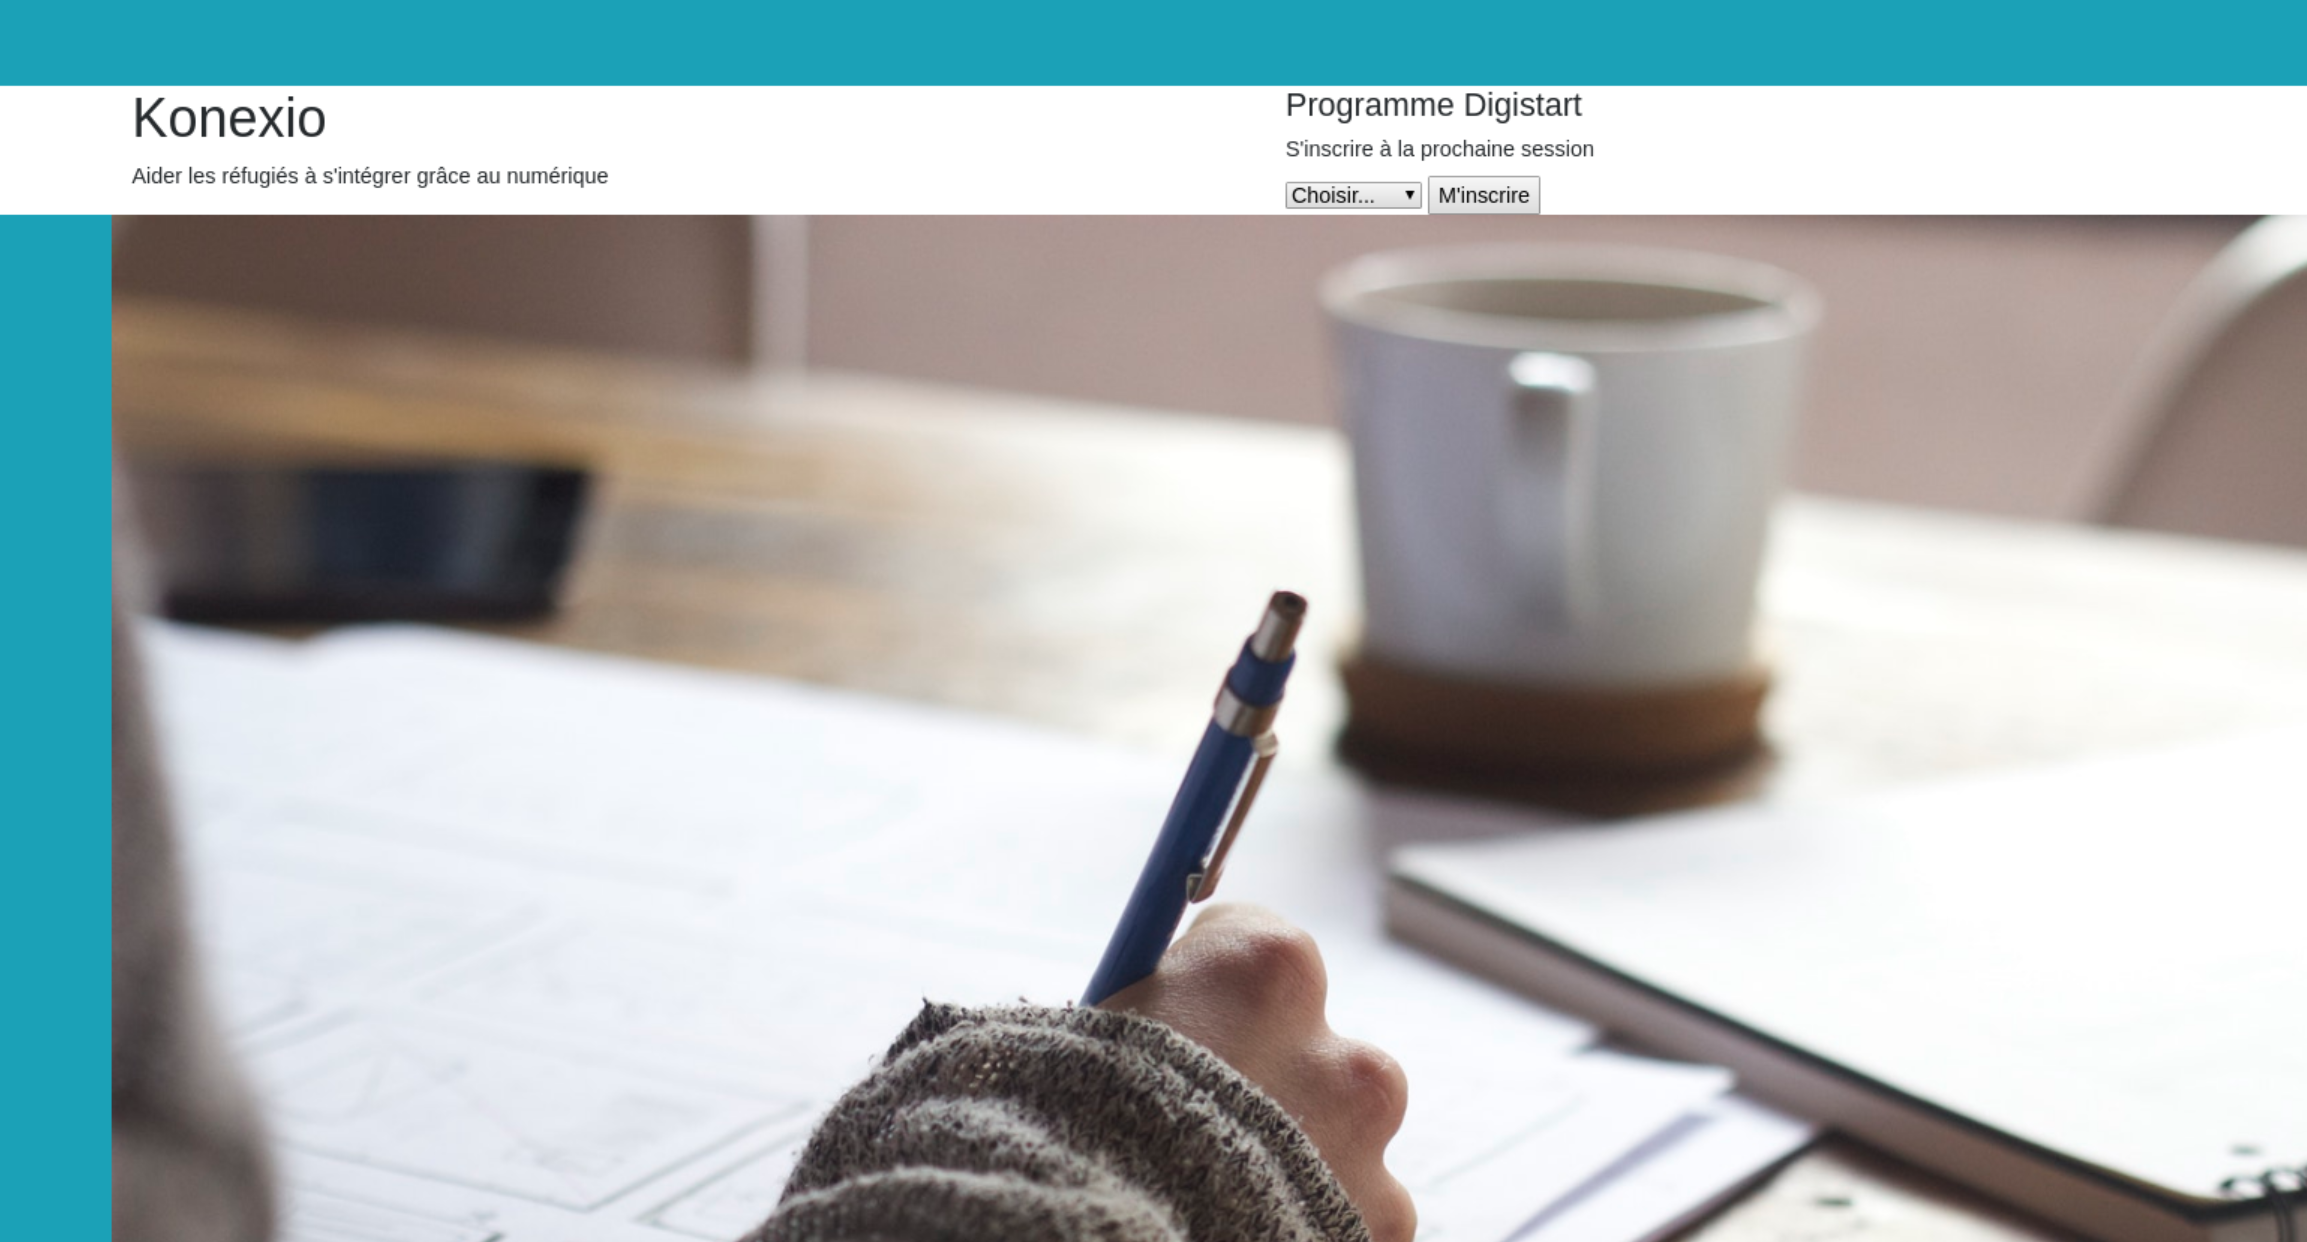 Konexio
Aider les réfugiés à s'intégrer grâce au numérique
Programme Digistart
S'inscrire à la prochaine session
Choisir... M'inscrire